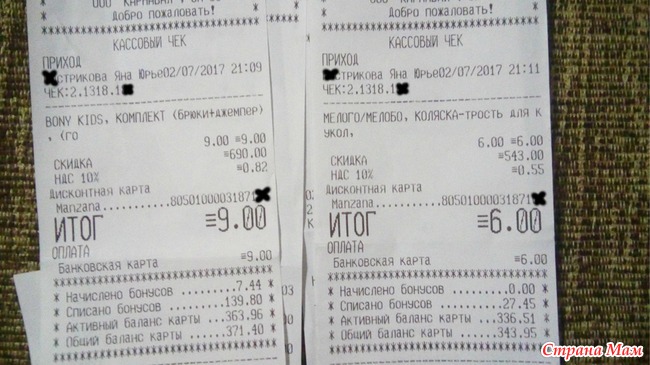 Добро пожаловать!
КАССОВЫЙ ЧЕК
ПРИХОД
стрикова Яна Юрье02/07/2017 21:09
ЧЕК:2.1318.1
BONY KIDS, КОМПЛЕКТ (брюки+джемпер)
, (го
9.00 =9.00
СКИДКА =690.00
НДС 10% =0.82
Дисконтная карта
Manzana..........80501000031871
ИТОГ =9.00
ОПЛАТА
Банковская карта =9.00
* Начислено бонусов ..... 7.44 *
* Списано бонусов ..... 139.80 *
* Активный баланс карты .. 363.96 *
* Общий баланс карты ..... 371.40 *
Добро пожаловать!
КАССОВЫЙ ЧЕК
ПРИХОД
стрикова Яна Юрье02/07/2017 21:11
ЧЕК:2.1318.1
МЕЛОГО/МЕЛОБО, КОЛЯСКА-ТРОСТЬ ДЛЯ К
УКОЛ,
6.00 =6.00
СКИДКА =543.00
НДС 10% =0.55
Дисконтная карта
Manzana..........80501000031871
ИТОГ =6.00
ОПЛАТА
Банковская карта =6.00
* Начислено бонусов ..... 0.00 *
* Списано бонусов ..... 27.45 *
* Активный баланс карты .. 336.51 *
* Общий баланс карты ..... 343.95 *
Страна Мам